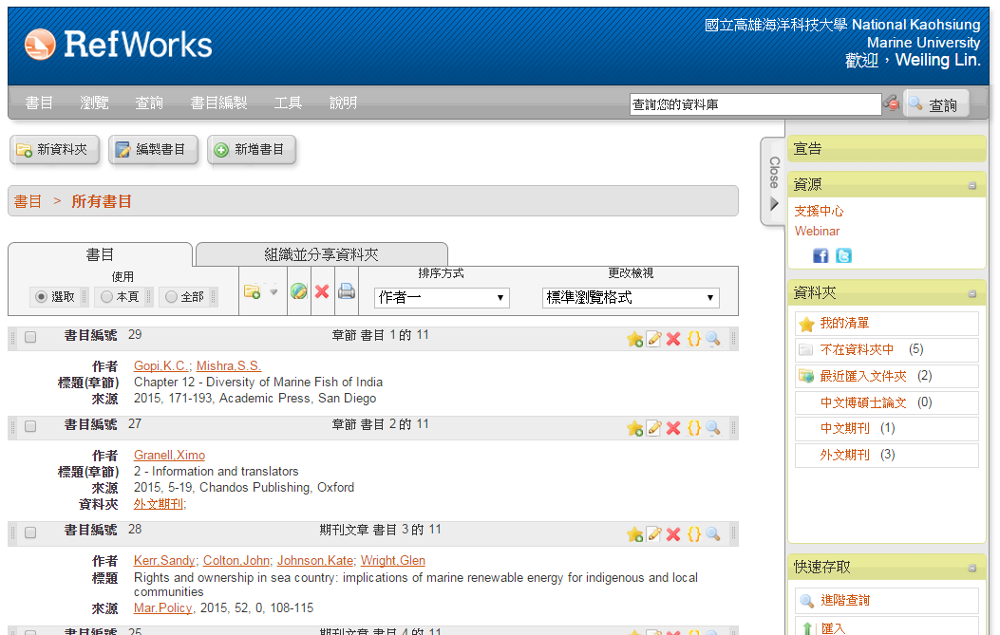 RefWorks
國立高雄海洋科技大學 National Kaohsiung
Marine University
歡迎，Weiling Lin.
書目 瀏覽 查詢 書目編製 工具 說明
查詢您的資料庫 查詢
新資料夾 編製書目 新增書目
書目 > 所有書目
書目 組織並分享資料夾
使用 排序方式 更改檢視
選取 本頁 全部 作者一 標準瀏覽格式
書目編號 29 章節 書目 1 的 11
作者 Gopi,K.C.; Mishra,S.S.
標題(章節) Chapter 12 - Diversity of Marine Fish of India
來源 2015, 171-193, Academic Press, San Diego
書目編號 27 章節 書目 2 的 11
作者 Granell,Ximo
標題(章節) 2 - Information and translators
來源 2015, 5-19, Chandos Publishing, Oxford
資料夾 外文期刊;
書目編號 28 期刊文章 書目 3 的 11
作者 Kerr,Sandy; Colton,John; Johnson,Kate; Wright,Glen
標題 Rights and ownership in sea country: implications of marine renewable energy for indigenous and local
communities
來源 Mar.Policy, 2015, 52, 0, 108-115
書目編號 25 期刊文章 書目 4 的 11
Close
宣告
資源
支援中心
Webinar
資料夾
我的清單
不在資料夾中 (5)
最近匯入文件夾 (2)
中文博碩士論文 (0)
中文期刊 (1)
外文期刊 (3)
快速存取
進階查詢
匯入